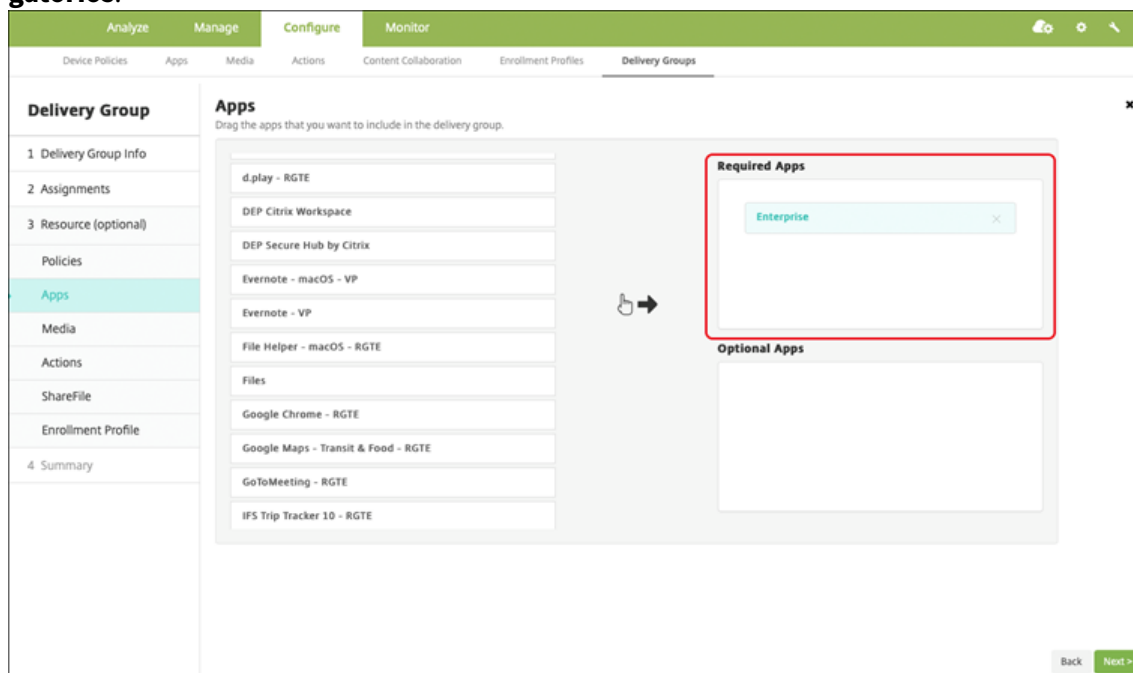 gatorios.
Analyze Manage Configure Monitor
Device Policies Apps Media Actions Content Collaboration Enrollment Profiles Delivery Groups
Delivery Group
1 Delivery Group Info
2 Assignments
3 Resource (optional)
Policies
Apps
Media
Actions
ShareFile
Enrollment Profile
4 Summary
Apps
Drag the apps that you want to include in the delivery group.
d.play - RGTE
DEP Citrix Workspace
DEP Secure Hub by Citrix
Evernote - macOS - VP
Evernote - VP
File Helper - macOS - RGTE
Files
Google Chrome - RGTE
Google Maps - Transit & Food - RGTE
GoToMeeting - RGTE
IFS Trip Tracker 10 - RGTE
Required Apps
Enterprise
Optional Apps
Back Next >